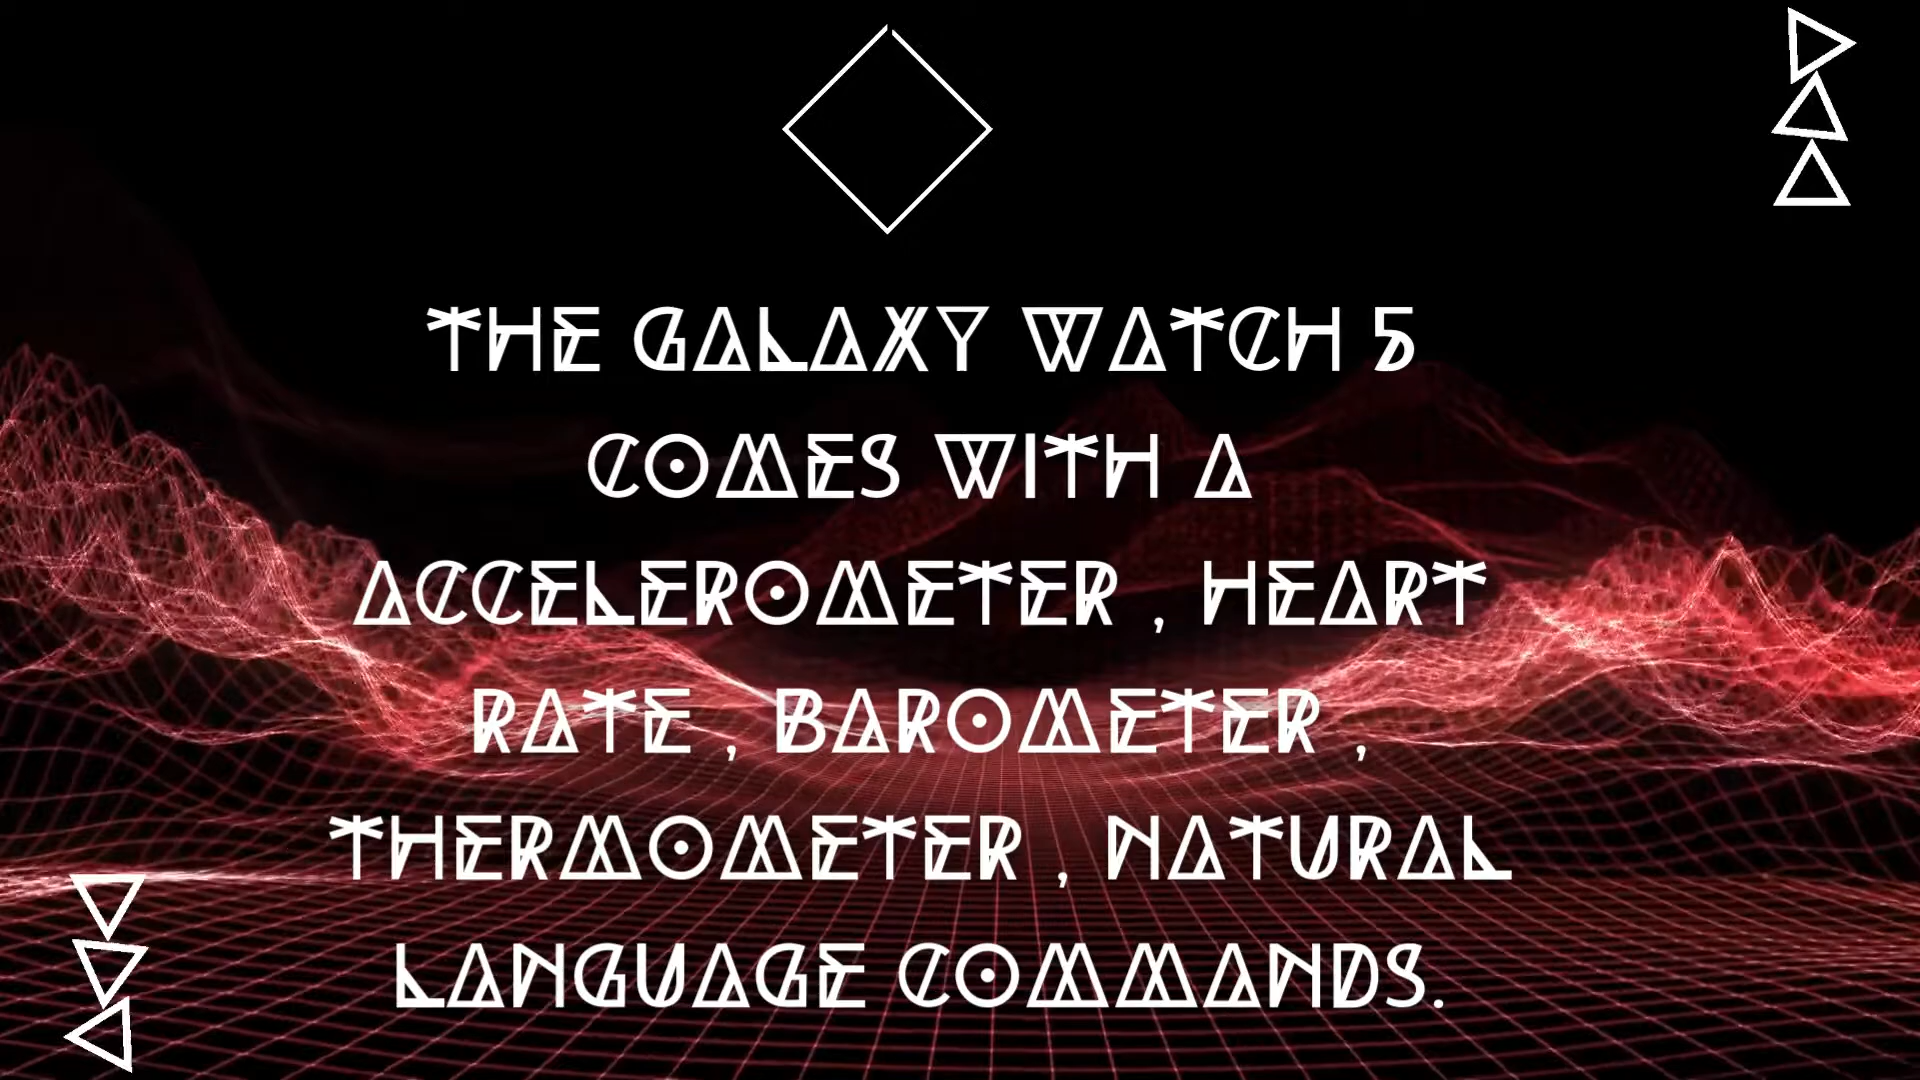 THE GALAXY WATCH 5
COMES WITH A
ACCELEROMETER , HEART
RATE , BAROMETER ,
THERMOMETER , NATURAL
LANGUAGE COMMANDS.